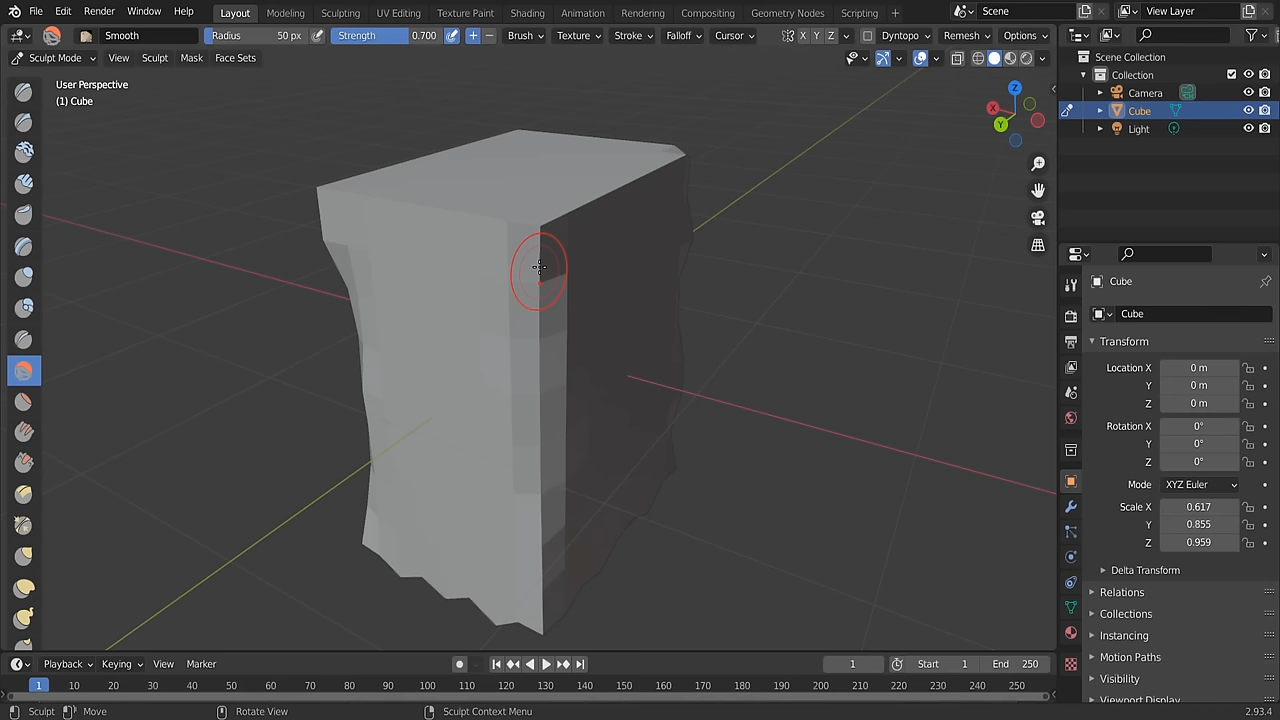 File Edit Render Window Help Layout Modeling Sculpting UV Editing Texture Paint Shading Animation Rendering Compositing Geometry Nodes Scripting + Scene View Layer
Smooth Radius 50 px Strength 0.700 Brush Texture Stroke Falloff Cursor X Y Z Dyntopo Remesh Options
Sculpt Mode View Sculpt Mask Face Sets
Scene Collection
Collection
Camera
Cube
Light
User Perspective
(1) Cube
Z
X
Y
Cube
Cube
Transform
Location X 0 m
Y 0 m
Z 0 m
Rotation X 0°
Y 0°
Z 0°
Mode XYZ Euler
Scale X 0.617
Y 0.855
Z 0.959
Delta Transform
Relations
Collections
Instancing
Motion Paths
Visibility
Viewport Display
Playback Keying View Marker 1 Start 1 End 250
1 10 20 30 40 50 60 70 80 90 100 110 120 130 140 150 160 170 180 190 200 210 220 230 240 250
Sculpt Move Rotate View Sculpt Context Menu 2.93.4